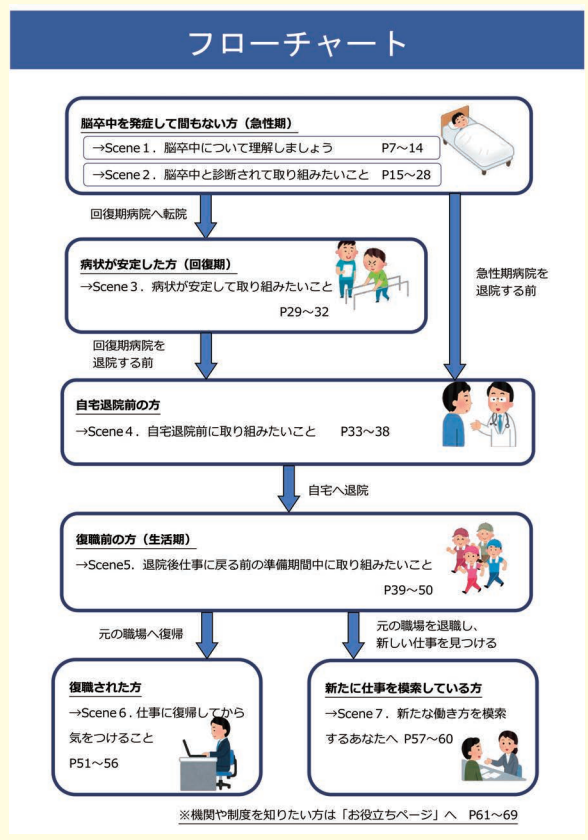 フローチャート
脳卒中を発症して間もない方（急性期）
→Scene 1．脳卒中について理解しましょう　P7～14
→Scene 2．脳卒中と診断されて取り組みたいこと　P15～28
回復期病院へ転院
急性期病院を
退院する前
病状が安定した方（回復期）
→Scene 3．病状が安定して取り組みたいこと
P29～32
回復期病院を
退院する前
自宅退院前の方
→Scene 4．自宅退院前に取り組みたいこと　P33～38
自宅へ退院
復職前の方（生活期）
→Scene5．退院後仕事に戻る前の準備期間中に取り組みたいこと
P39～50
元の職場へ復帰
元の職場を退職し、
新しい仕事を見つける
復職された方
→Scene 6．仕事に復帰してから
気をつけること
P51～56
新たに仕事を模索している方
→Scene 7．新たな働き方を模索
するあなたへ P57～60
※機関や制度を知りたい方は「お役立ちページ」へ　P61～69